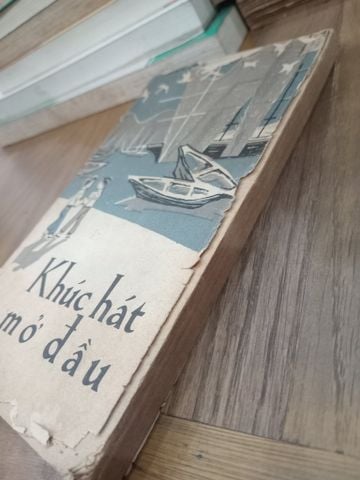 Khúc hát
mở đầu